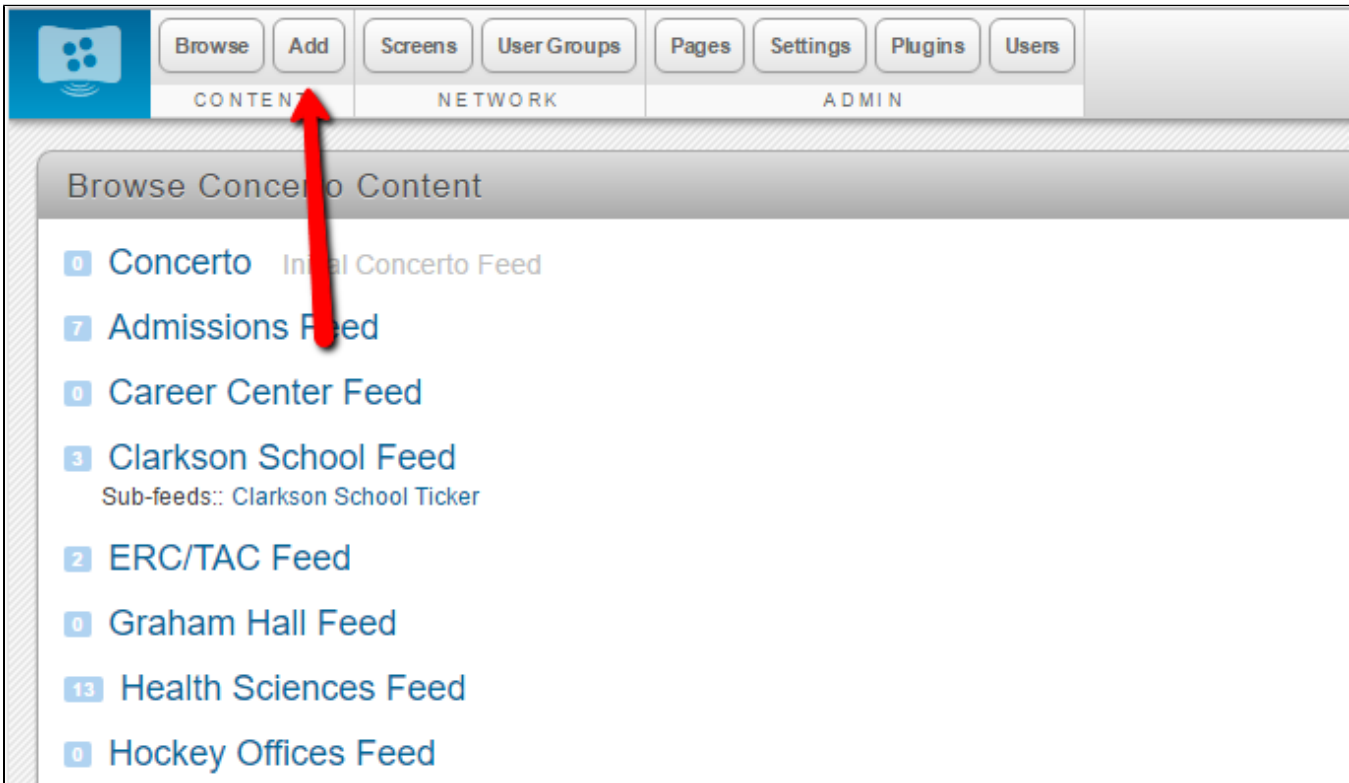 Browse Add Screens User Groups Pages Settings Plugins Users
CONTENT NETWORK ADMIN
Browse Concerto Content
0 Concerto Initial Concerto Feed
7 Admissions Feed
0 Career Center Feed
3 Clarkson School Feed
Sub-feeds:: Clarkson School Ticker
2 ERC/TAC Feed
0 Graham Hall Feed
13 Health Sciences Feed
0 Hockey Offices Feed